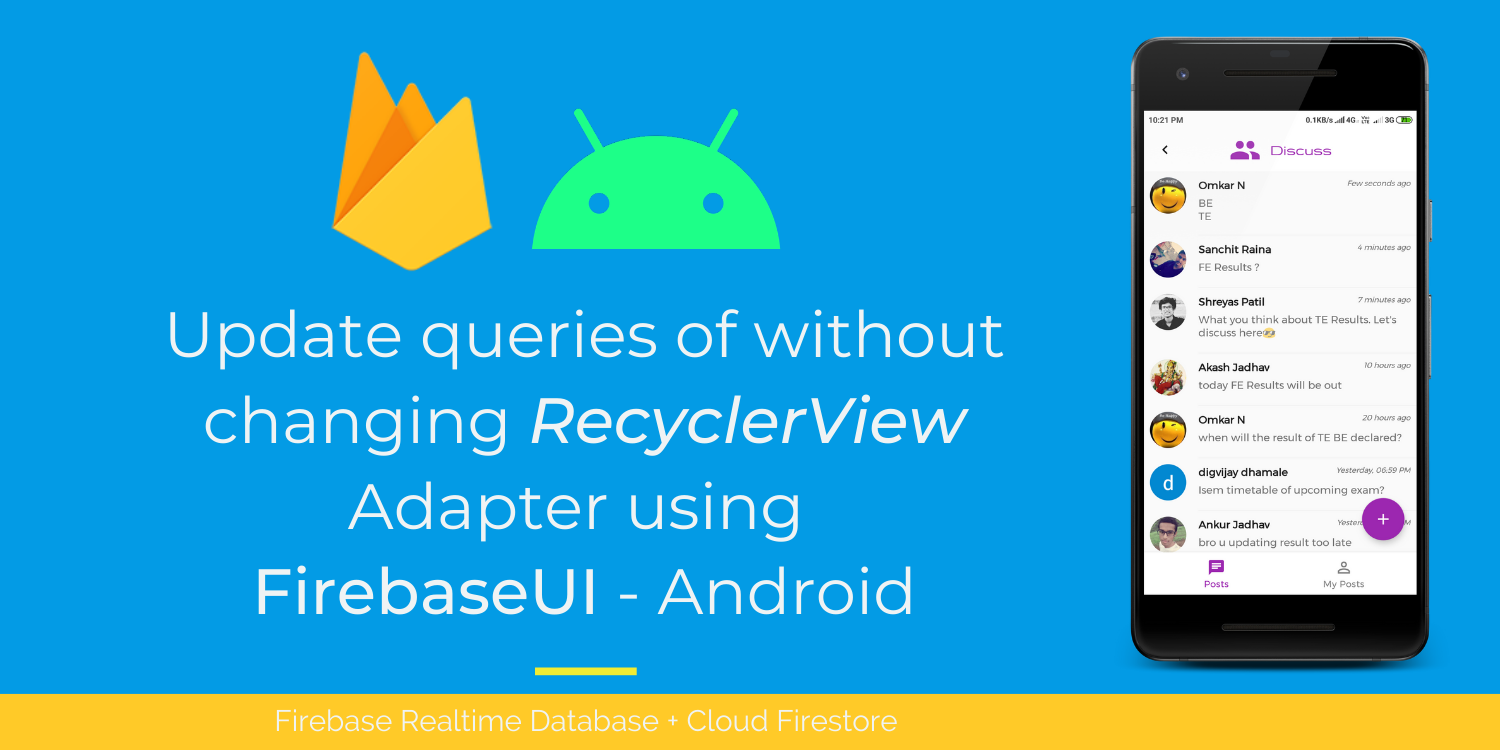 Update queries of without
changing RecyclerView
Adapter using
FirebaseUI - Android
Firebase Realtime Database + Cloud Firestore
10:21 PM 0.1KB/s 4G 3G 21
Discuss
Omkar N Few seconds ago
BE
TE
Sanchit Raina 4 minutes ago
FE Results ?
Shreyas Patil 7 minutes ago
What you think about TE Results. Let's
discuss here
Akash Jadhav 10 hours ago
today FE Results will be out
Omkar N 20 hours ago
when will the result of TE BE declared?
d
digvijay dhamale Yesterday, 06:59 PM
Isem timetable of upcoming exam?
Ankur Jadhav
bro u updating result too late
+
Posts My Posts